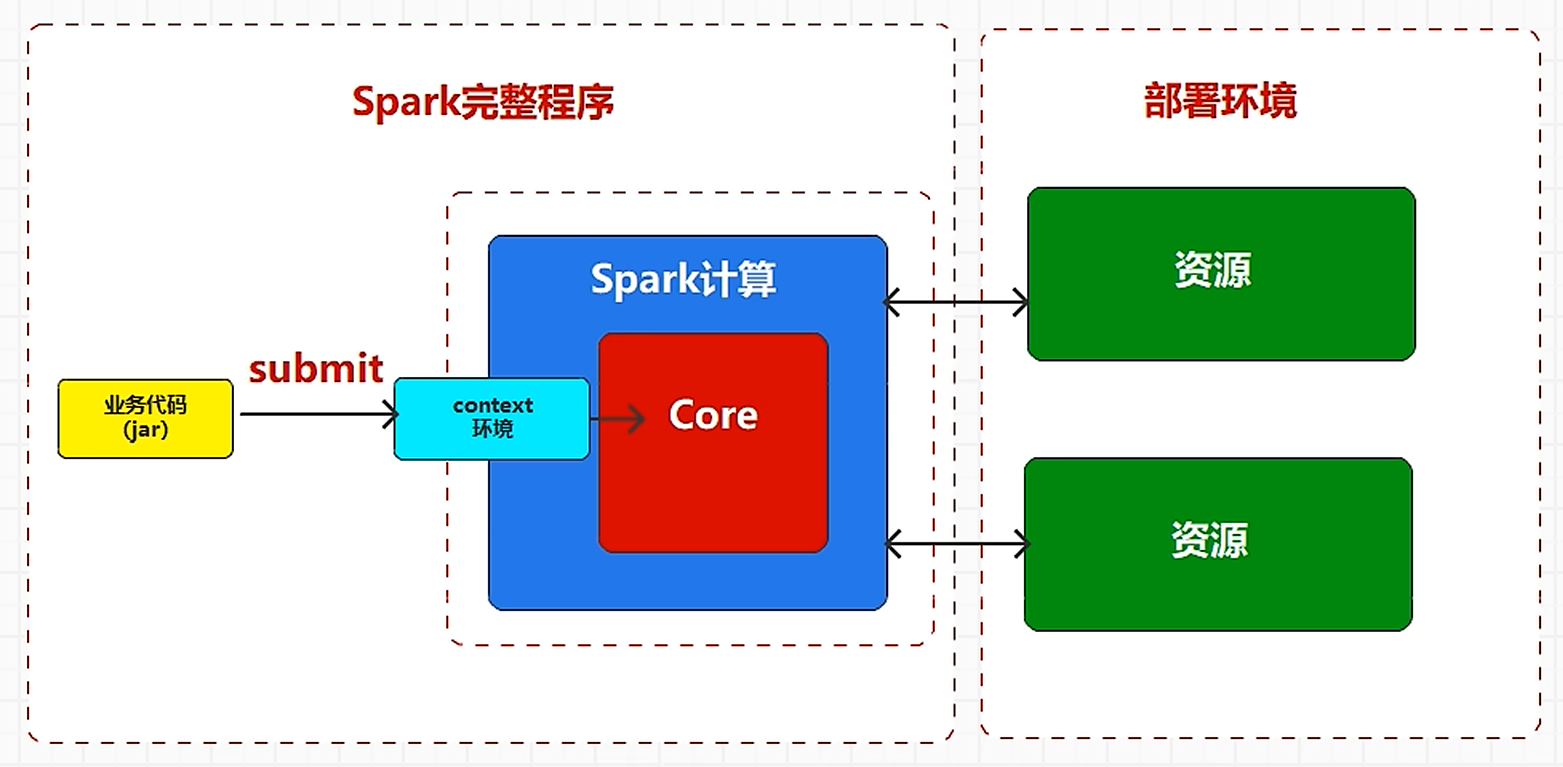 Spark完整程序
部署环境
Spark计算
资源
submit
业务代码
(jar)
context
环境
Core
资源